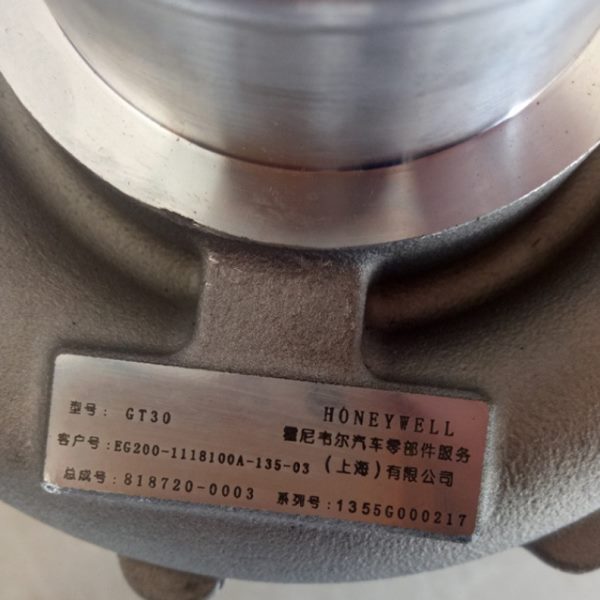 型号: GT30 HONEYWELL
霍尼韦尔汽车零部件服务
客户号:EG200-1118100A-135-03 (上海)有限公司
总成号:818720-0003 系列号:1355G000217